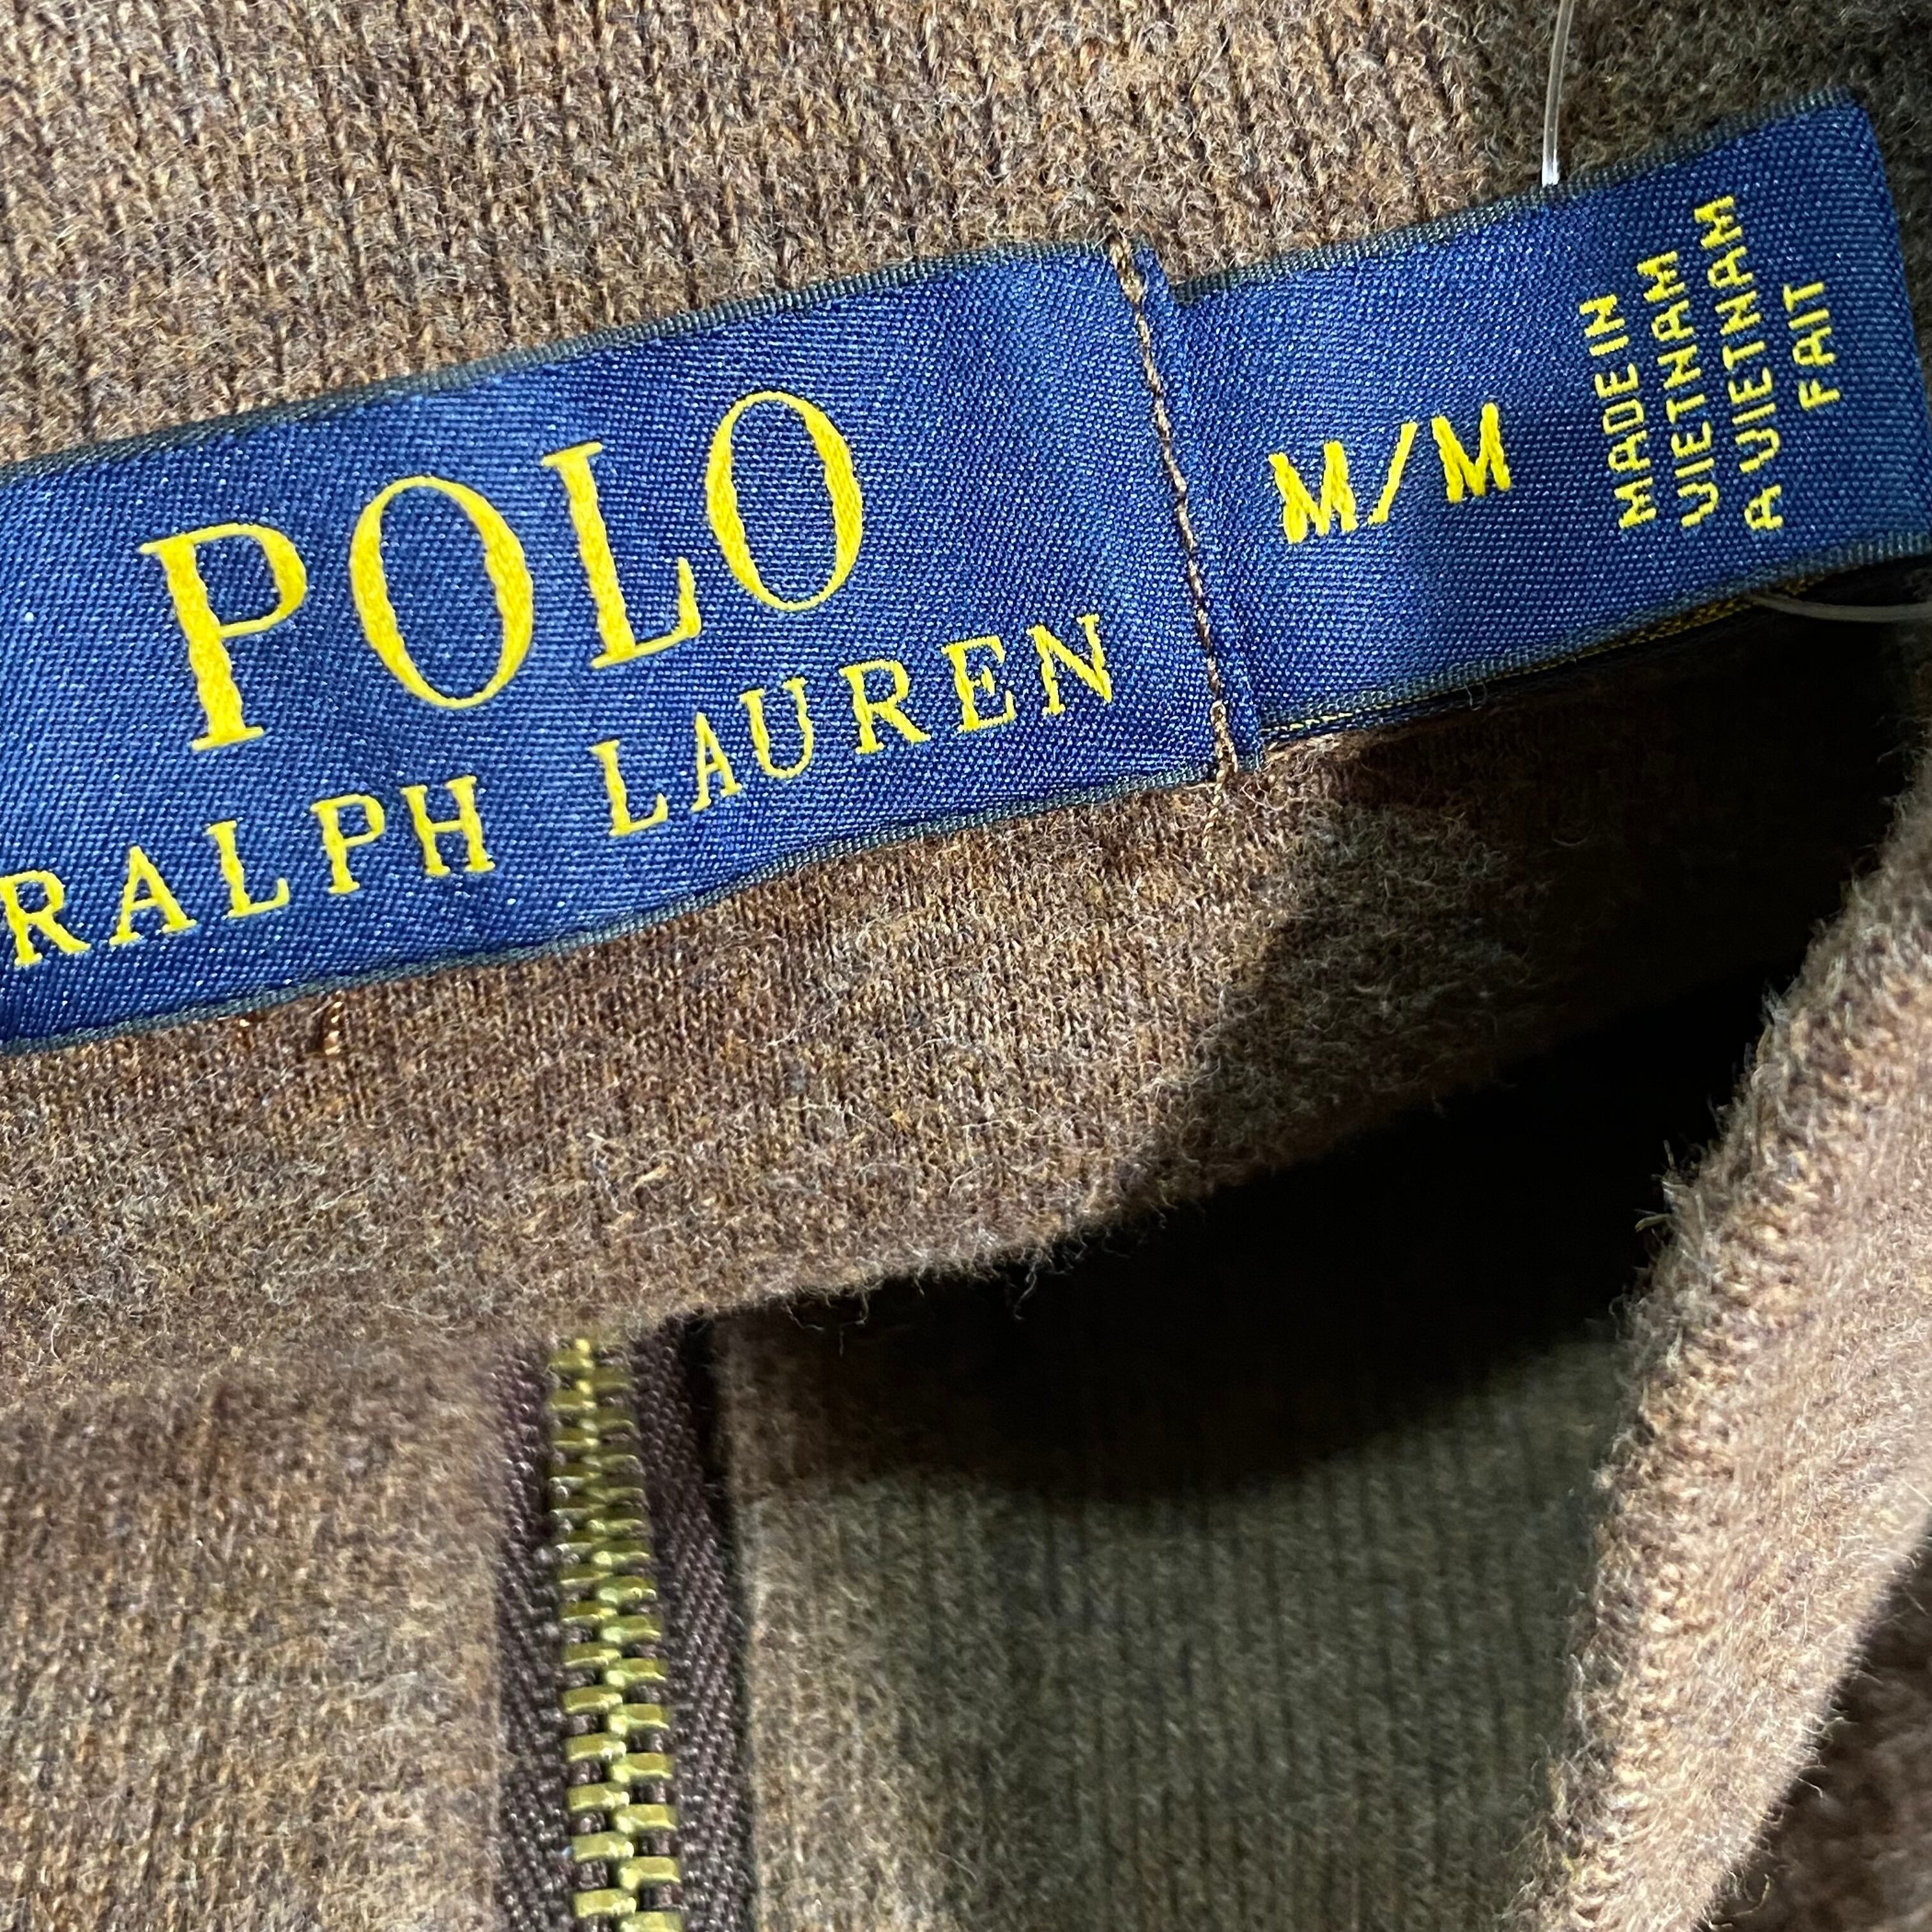 POLO
RALPH LAUREN
M/M
MADE IN
VIETNAM
A VIETNAM
FAIT